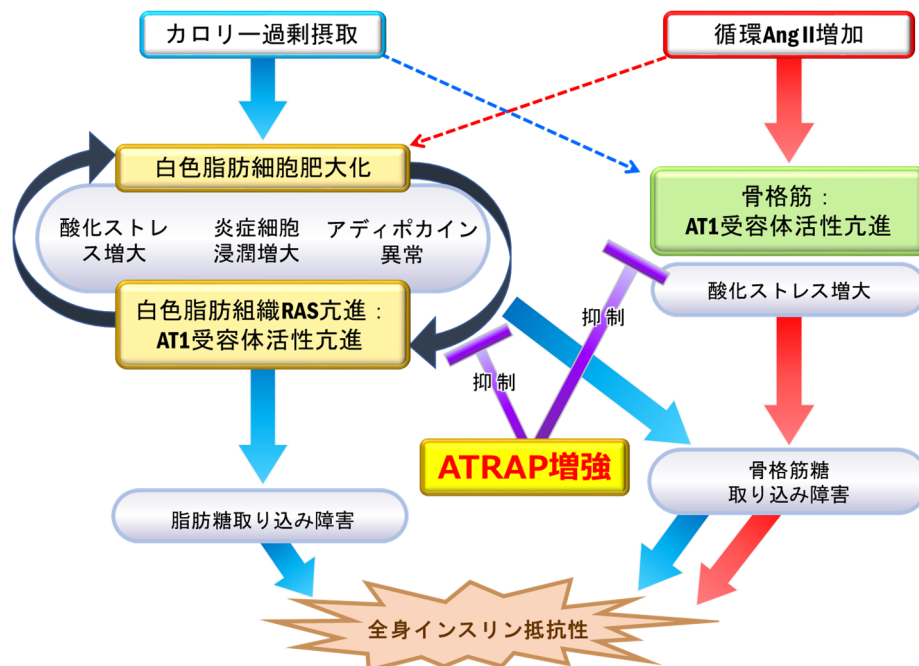 カロリー過剰摂取
循環AngII増加
白色脂肪細胞肥大化
酸化ストレ
ス増大
炎症細胞
浸潤増大
アディポカイン
異常
骨格筋：
AT1受容体活性亢進
酸化ストレス増大
白色脂肪組織RAS亢進：
AT1受容体活性亢進
抑制
抑制
ATRAP増強
骨格筋糖
取り込み障害
脂肪糖取り込み障害
全身インスリン抵抗性